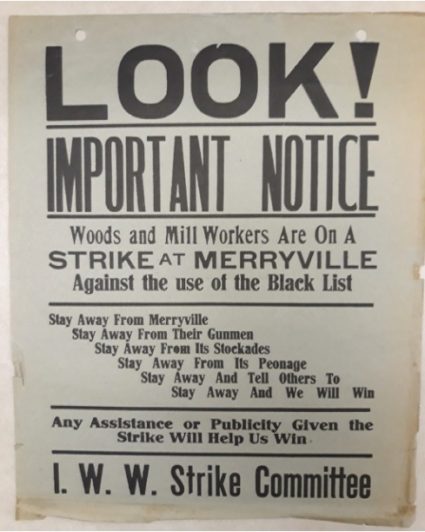 LOOK!
IMPORTANT NOTICE
Woods and Mill Workers Are On A
STRIKE AT MERRYVILLE
Against the use of the Black List
Stay Away From Merryville
Stay Away From Their Gunmen
Stay Away From Its Stockades
Stay Away From Its Peonage
Stay Away And Tell Others To
Stay Away And We Will Win
Any Assistance or Publicity Given the
Strike Will Help Us Win.
I. W. W. Strike Committee